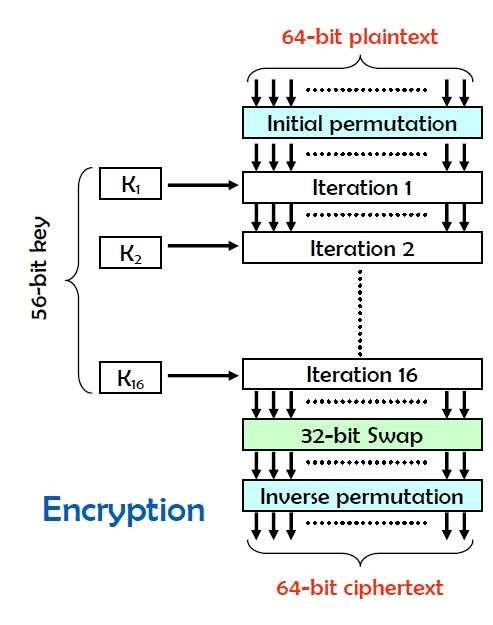 64-bit plaintext
Initial permutation
K1
Iteration 1
K2
Iteration 2
56-bit key
K16
Iteration 16
32-bit Swap
Encryption
Inverse permutation
64-bit ciphertext